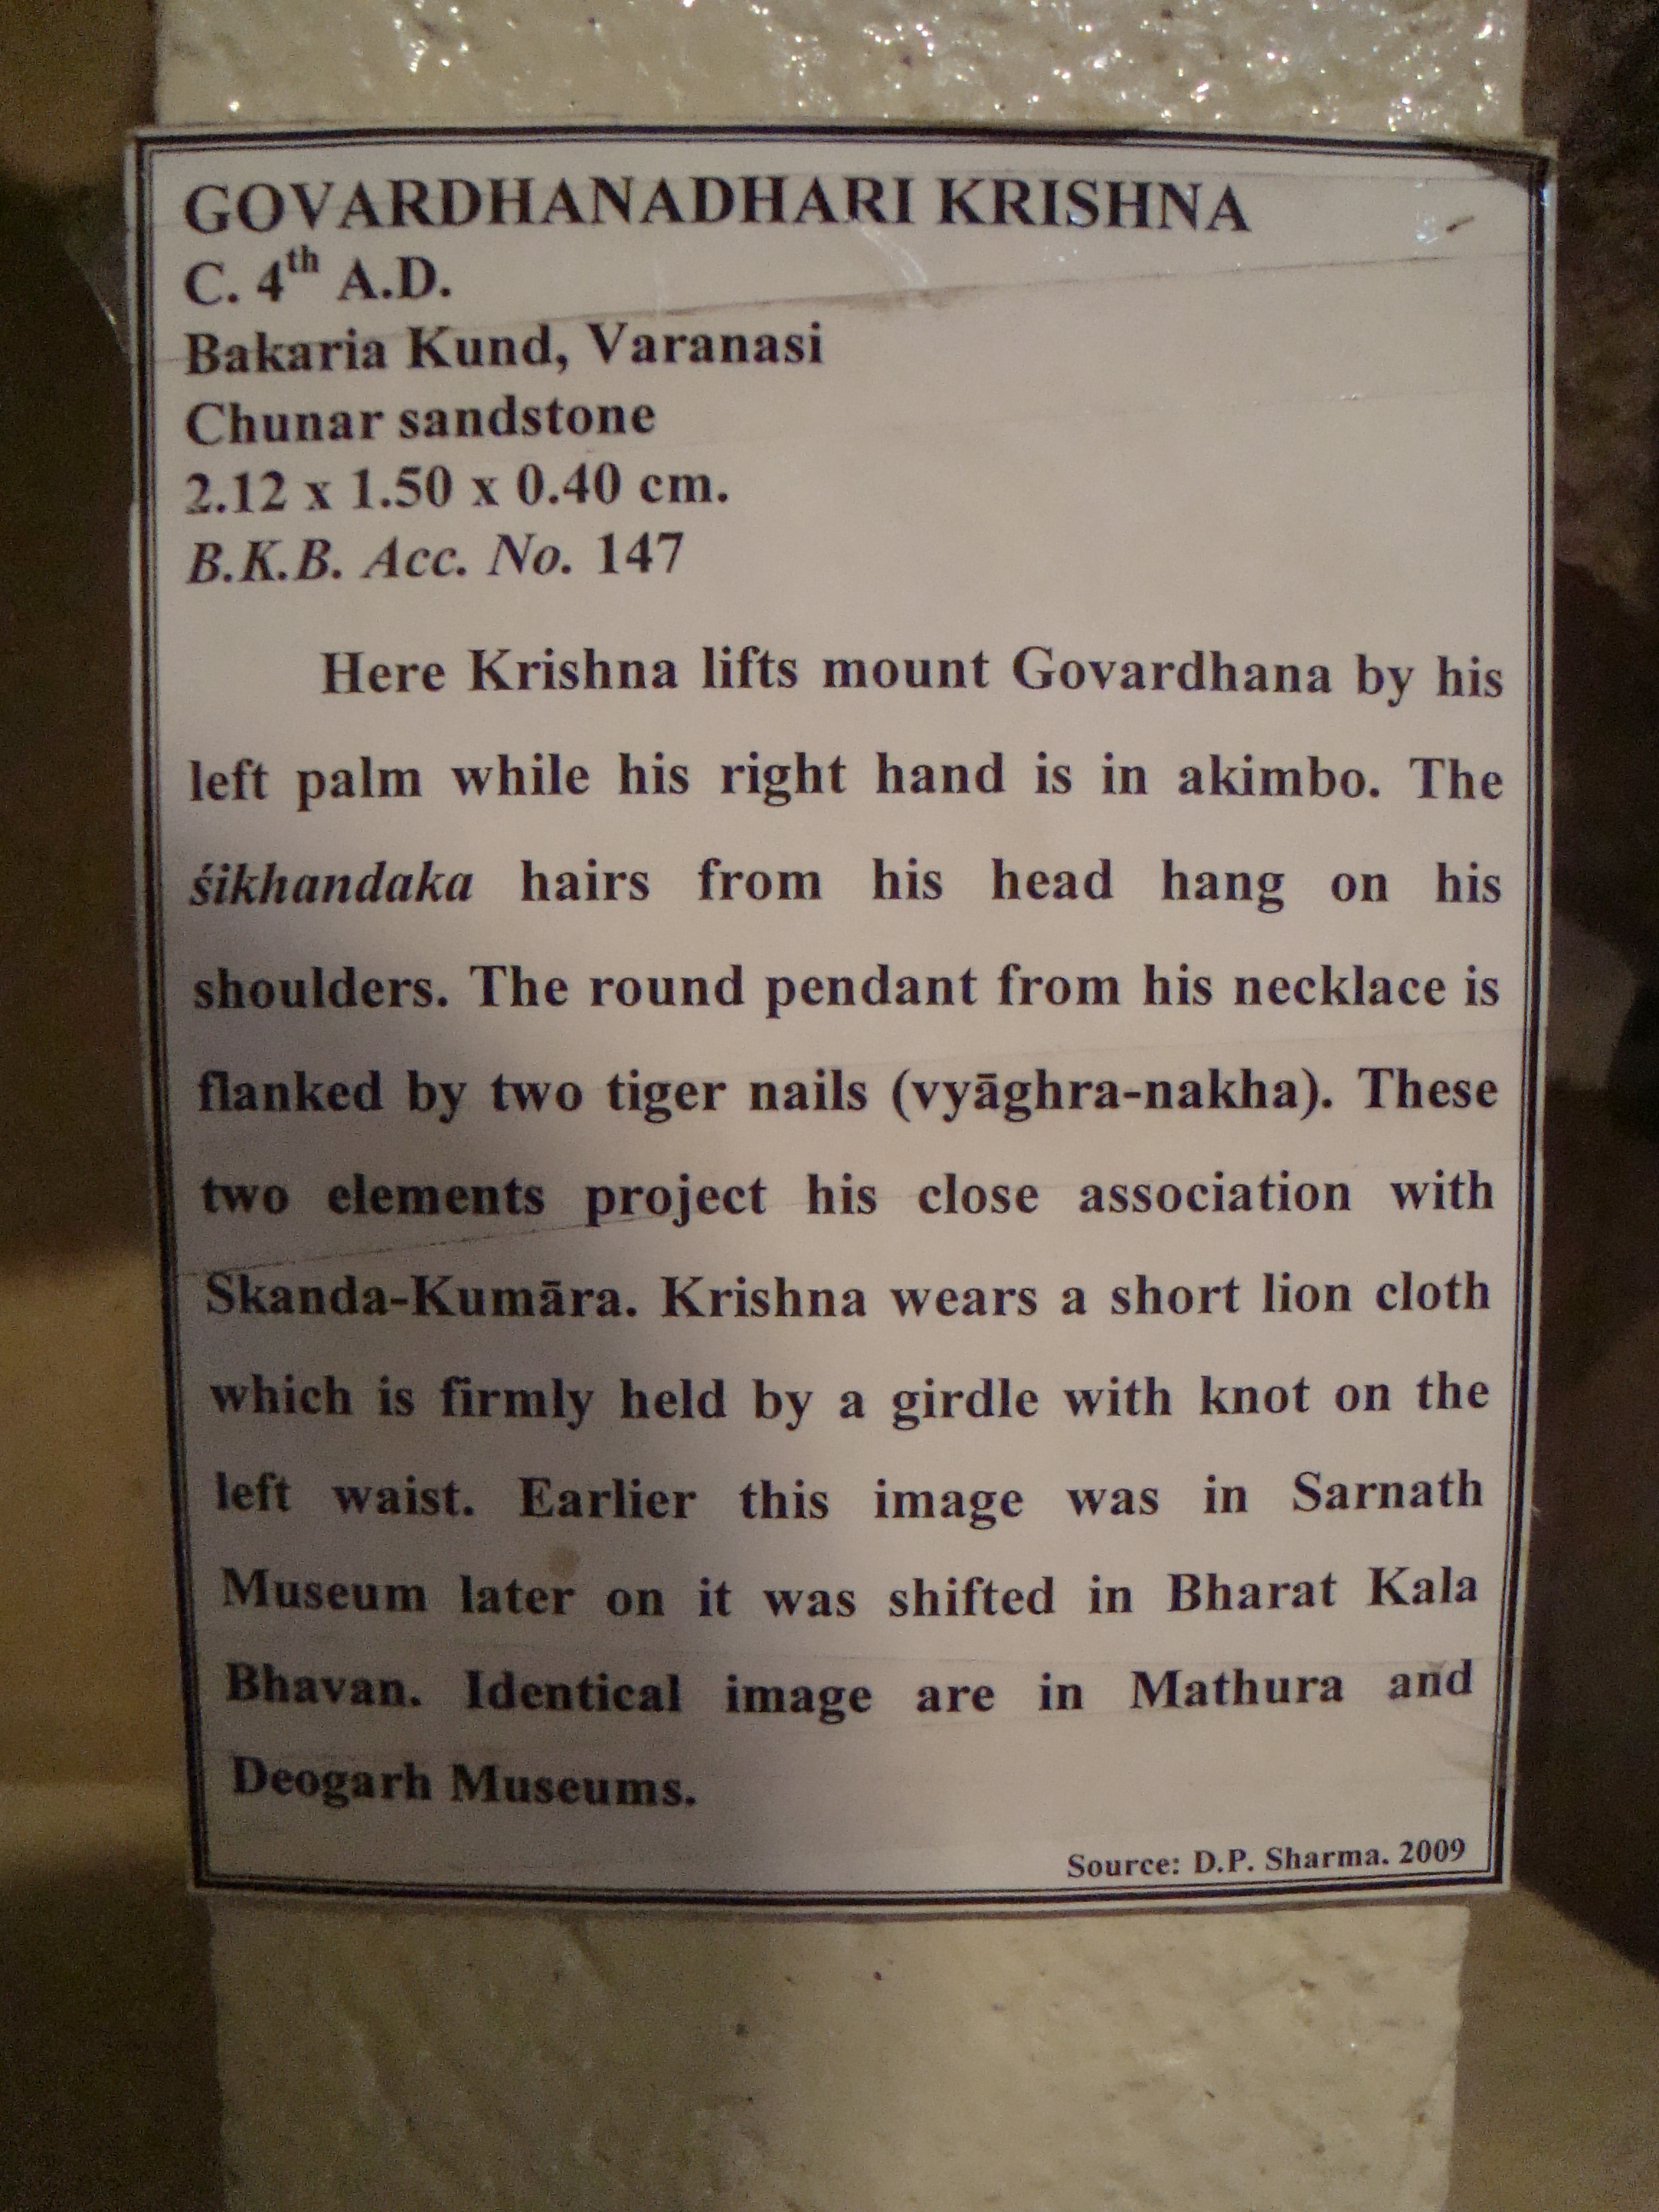 GOVARDHANADHARI KRISHNA
C. 4th A.D.
Bakaria Kund, Varanasi
Chunar sandstone
2.12 x 1.50 x 0.40 cm.
B.K.B. Acc. No. 147
Here Krishna lifts mount Govardhana by his
left palm while his right hand is in akimbo. The
śikhandaka hairs from his head hang on his
shoulders. The round pendant from his necklace is
flanked by two tiger nails (vyāghra-nakha). These
two elements project his close association with
Skanda-Kumāra. Krishna wears a short lion cloth
which is firmly held by a girdle with knot on the
left waist. Earlier this image was in Sarnath
Museum later on it was shifted in Bharat Kala
Bhavan. Identical image are in Mathura and
Deogarh Museums.
Source: D.P. Sharma. 2009